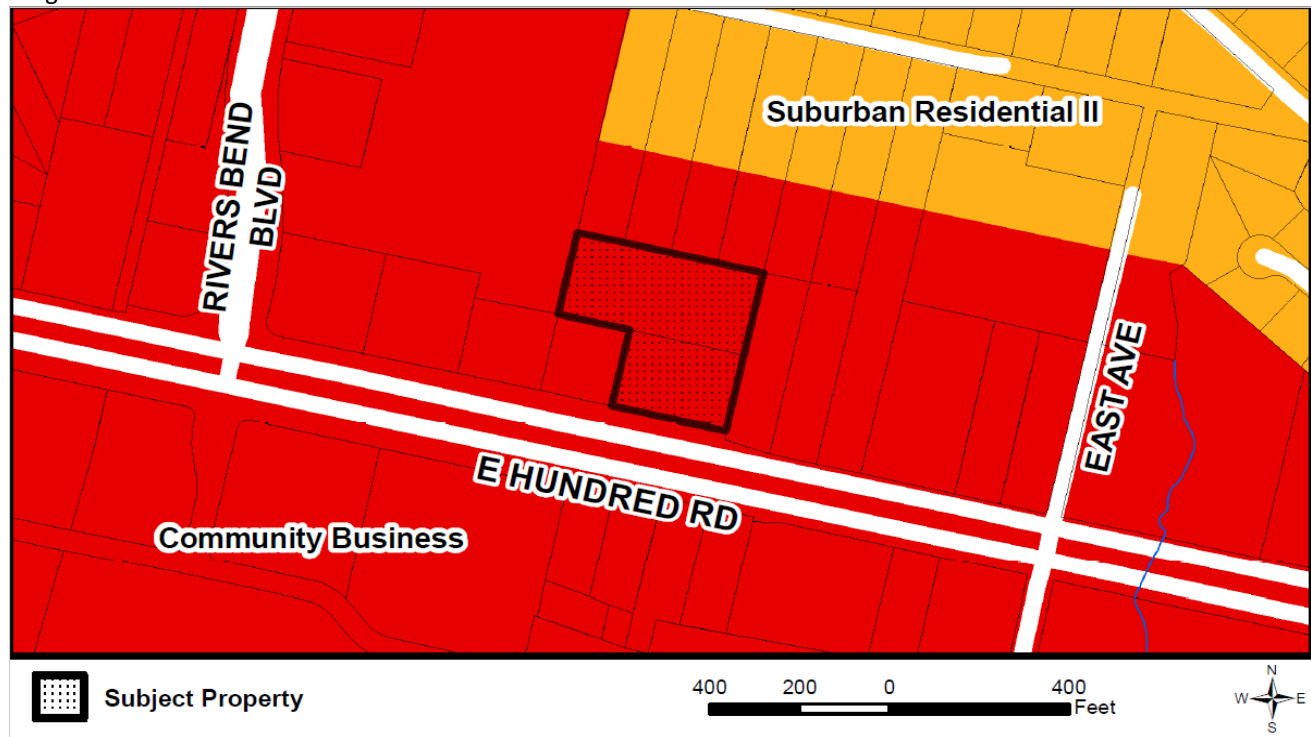 Suburban Residential II
RIVERS BEND
BLVD
EAST AVE
E HUNDRED RD
Community Business
Subject Property
400 200 0 400
Feet
N
W E
S